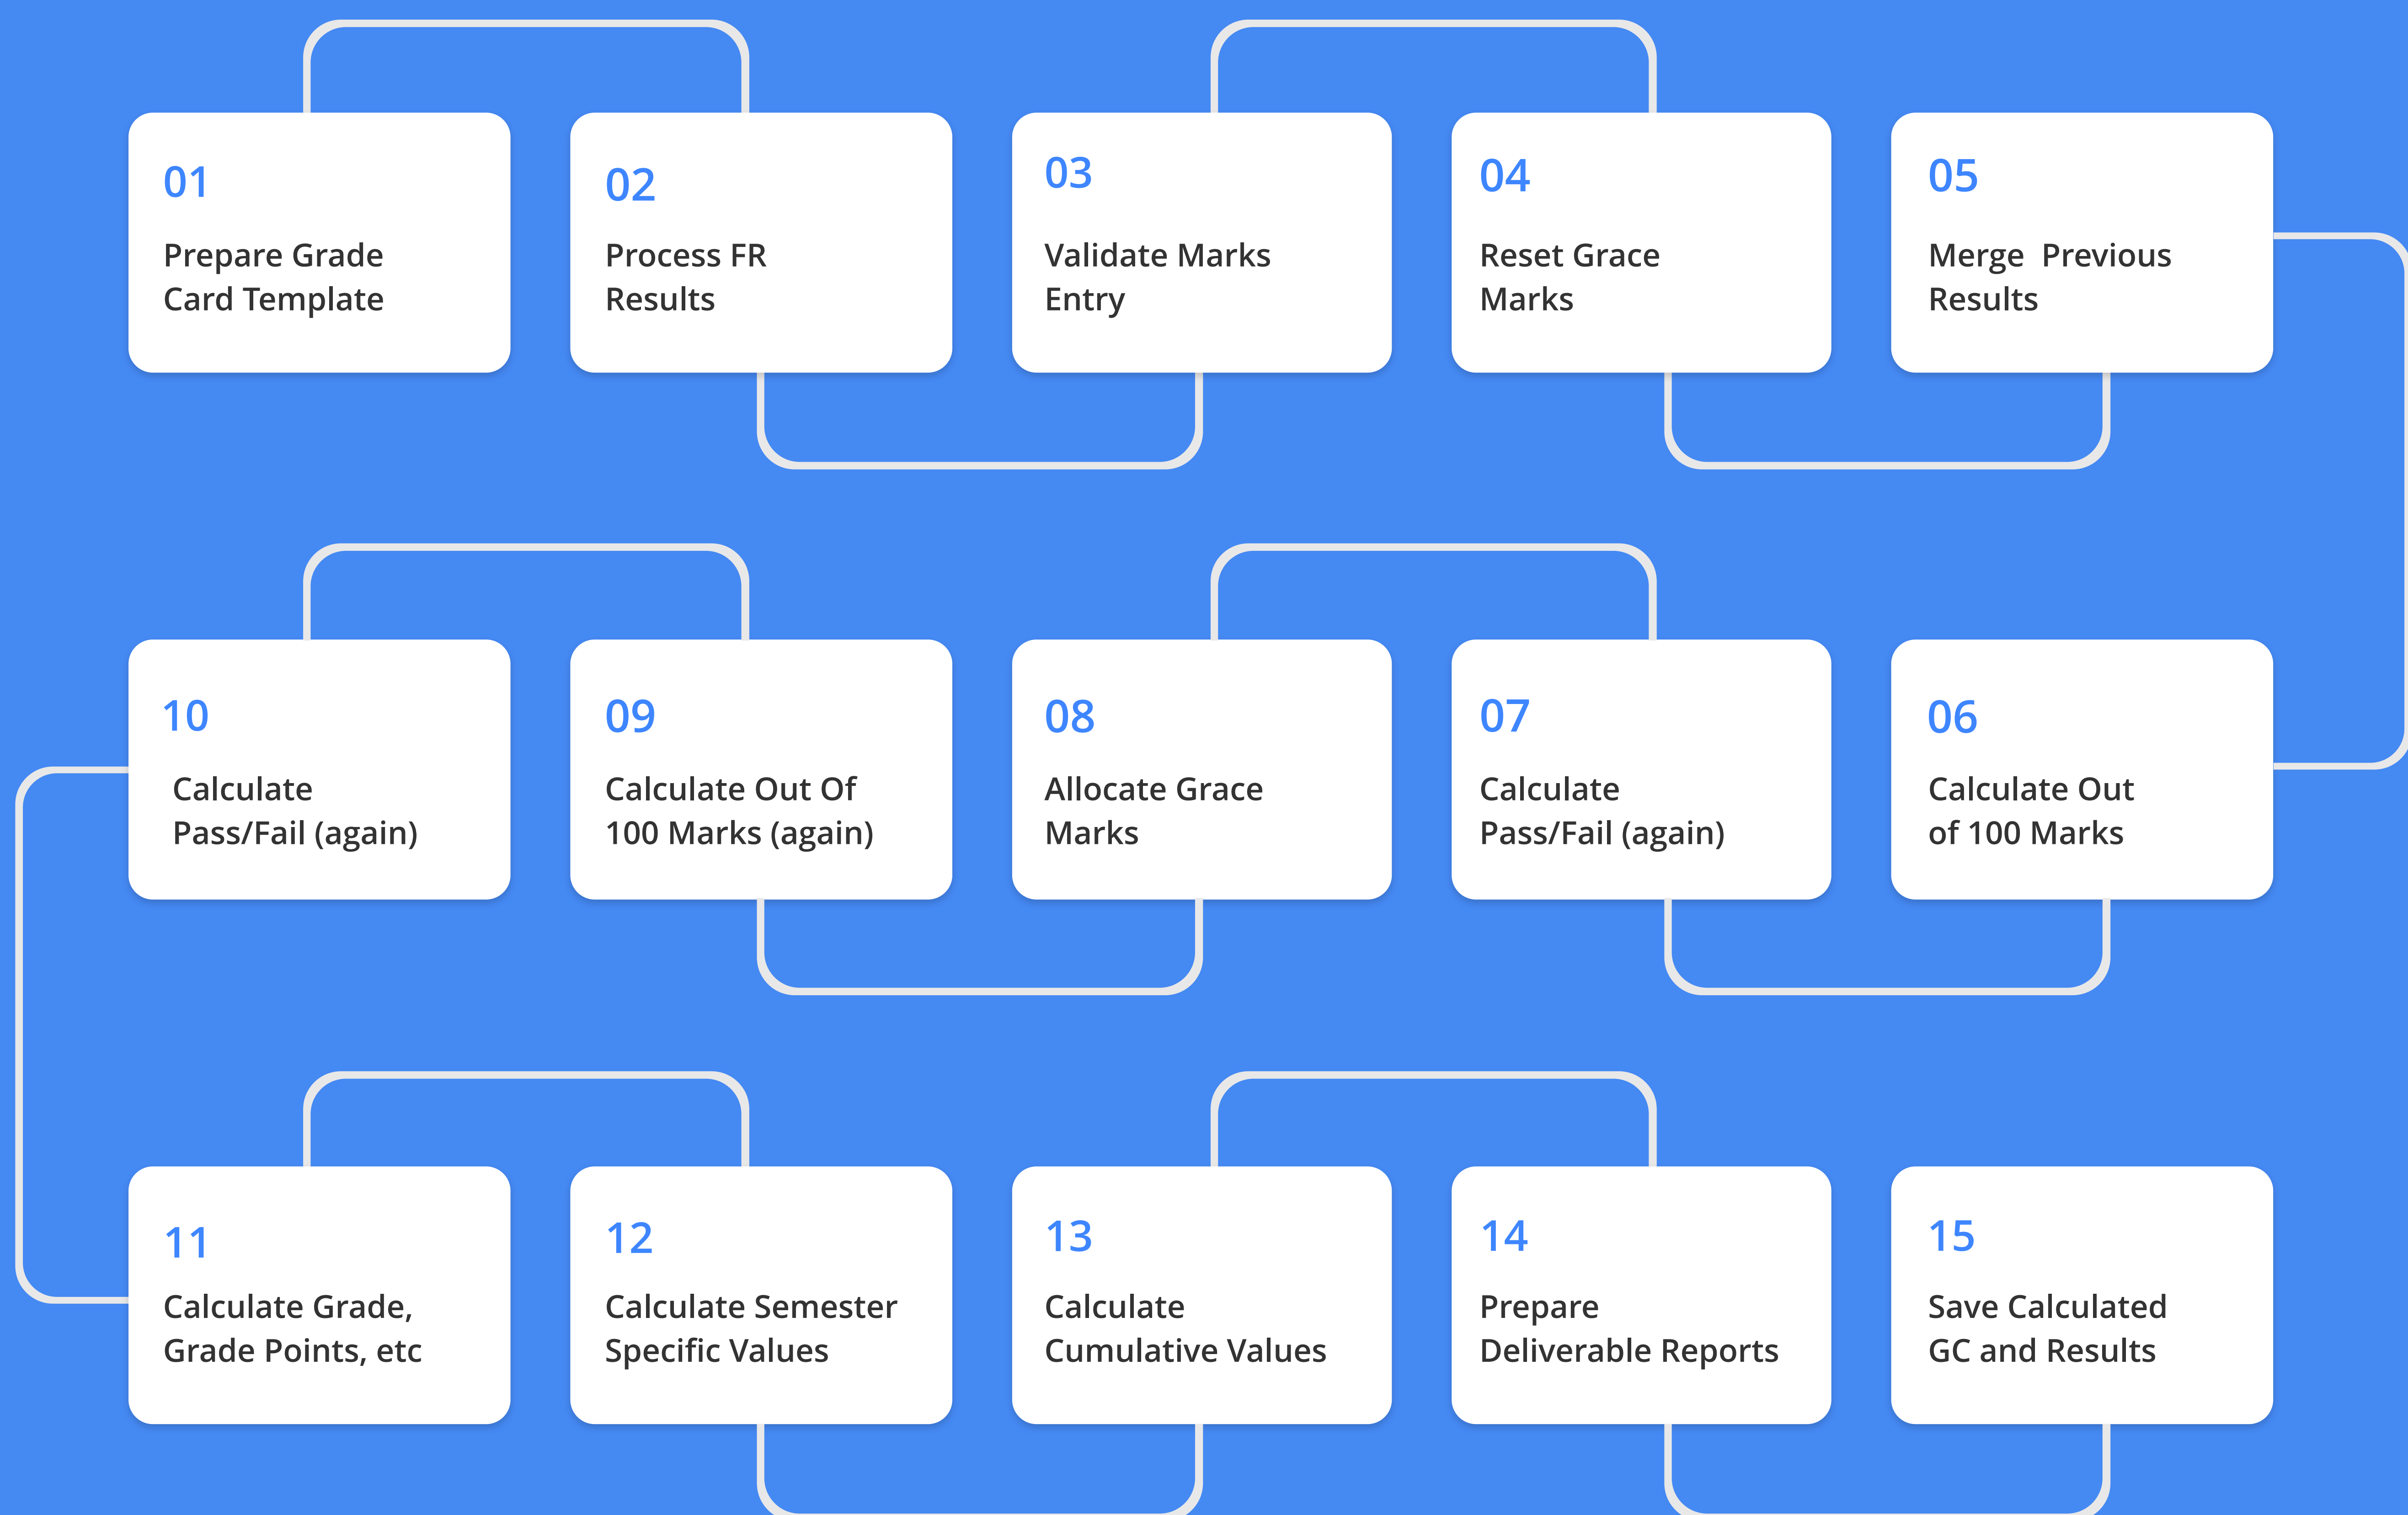 01
Prepare Grade
Card Template
02
Process FR
Results
03
Validate Marks
Entry
04
Reset Grace
Marks
05
Merge  Previous
Results
10
Calculate
Pass/Fail (again)
09
Calculate Out Of
100 Marks (again)
08
Allocate Grace
Marks
07
Calculate
Pass/Fail (again)
06
Calculate Out
of 100 Marks
11
Calculate Grade,
Grade Points, etc
12
Calculate Semester
Specific Values
13
Calculate
Cumulative Values
14
Prepare
Deliverable Reports
15
Save Calculated
GC and Results